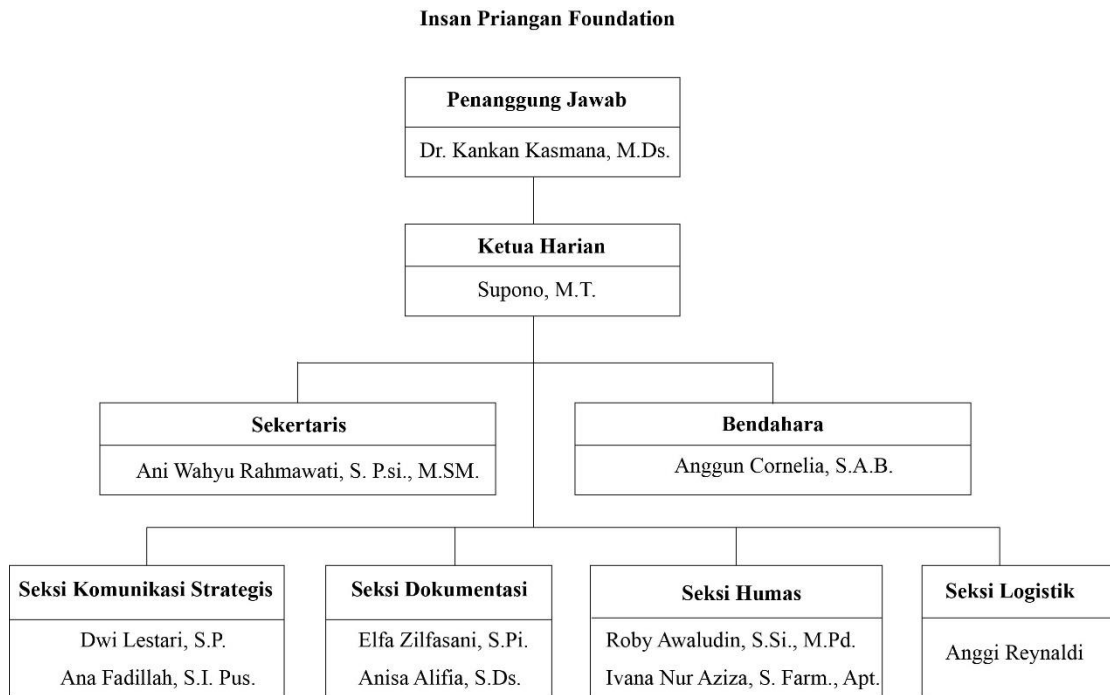 Insan Priangan Foundation
Penanggung Jawab
Dr. Kankan Kasmana, M.Ds.
Ketua Harian
Supono, M.T.
Sekertaris
Ani Wahyu Rahmawati, S. P.si., M.SM.
Bendahara
Anggun Cornelia, S.A.B.
Seksi Komunikasi Strategis
Dwi Lestari, S.P.
Ana Fadillah, S.I. Pus.
Seksi Dokumentasi
Elfa Zilfasani, S.Pi.
Anisa Alifia, S.Ds.
Seksi Humas
Roby Awaludin, S.Si., M.Pd.
Ivana Nur Aziza, S. Farm., Apt.
Seksi Logistik
Anggi Reynaldi